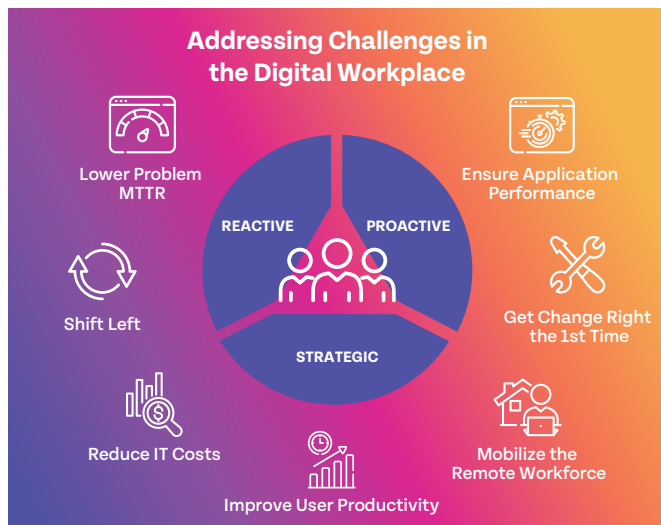 Addressing Challenges in
the Digital Workplace
Lower Problem
MTTR
Ensure Application
Performance
REACTIVE
PROACTIVE
Shift Left
Get Change Right
the 1st Time
STRATEGIC
$
Reduce IT Costs
Mobilize the
Remote Workforce
Improve User Productivity